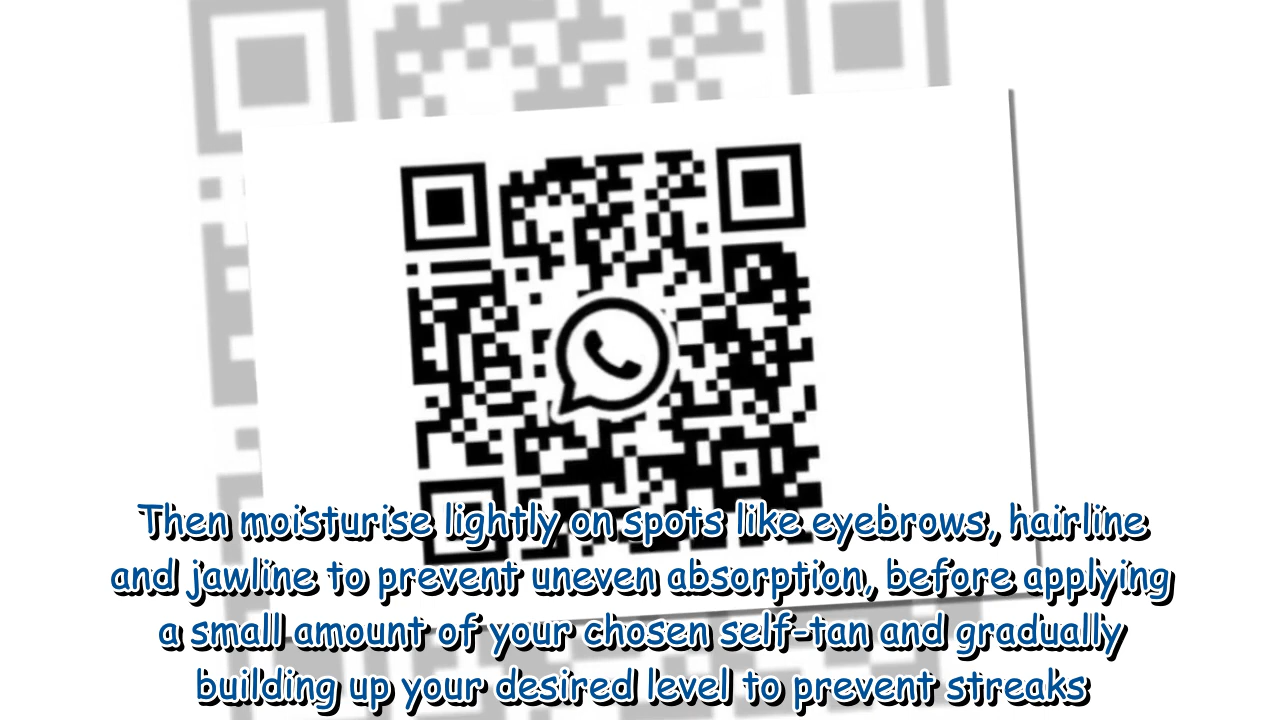 Then moisturise lightly on spots like eyebrows, hairline
and jawline to prevent uneven absorption, before applying
a small amount of your chosen self-tan and gradually
building up your desired level to prevent streaks